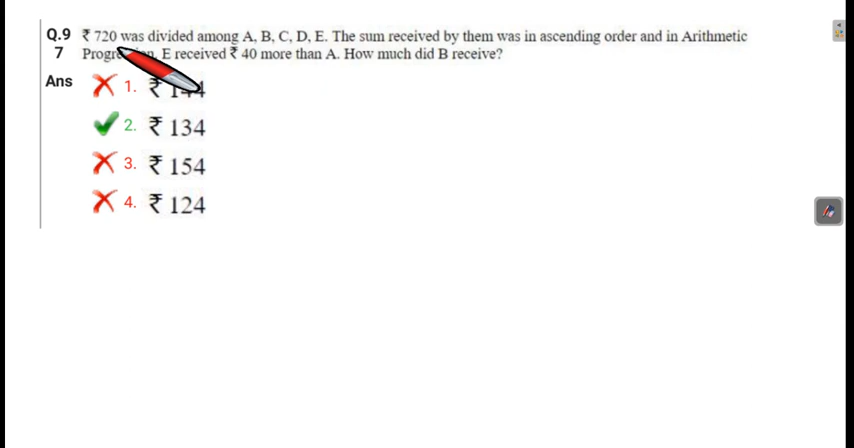 Q.9 ₹ 720 was divided among A, B, C, D, E. The sum received by them was in ascending order and in Arithmetic
7 E received ₹ 40 more than A. How much did B receive?
Ans
1. ₹
2. ₹ 134
3. ₹ 154
4. ₹ 124